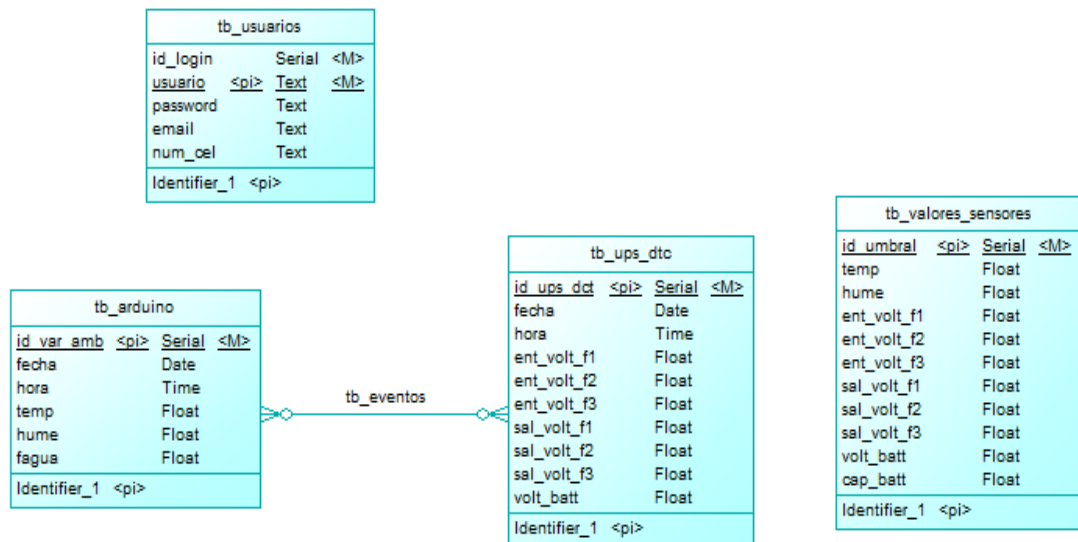 tb_usuarios
id_login Serial <M>
usuario <pi> Text <M>
password Text
email Text
num_cel Text
Identifier_1 <pi>
tb_arduino
id_var_amb <pi> Serial <M>
fecha Date
hora Time
temp Float
hume Float
fagua Float
Identifier_1 <pi>
tb_eventos
tb_ups_dtc
id_ups_dct <pi> Serial <M>
fecha Date
hora Time
ent_volt_f1 Float
ent_volt_f2 Float
ent_volt_f3 Float
sal_volt_f1 Float
sal_volt_f2 Float
sal_volt_f3 Float
volt_batt Float
Identifier_1 <pi>
tb_valores_sensores
id_umbral <pi> Serial <M>
temp Float
hume Float
ent_volt_f1 Float
ent_volt_f2 Float
ent_volt_f3 Float
sal_volt_f1 Float
sal_volt_f2 Float
sal_volt_f3 Float
volt_batt Float
cap_batt Float
Identifier_1 <pi>